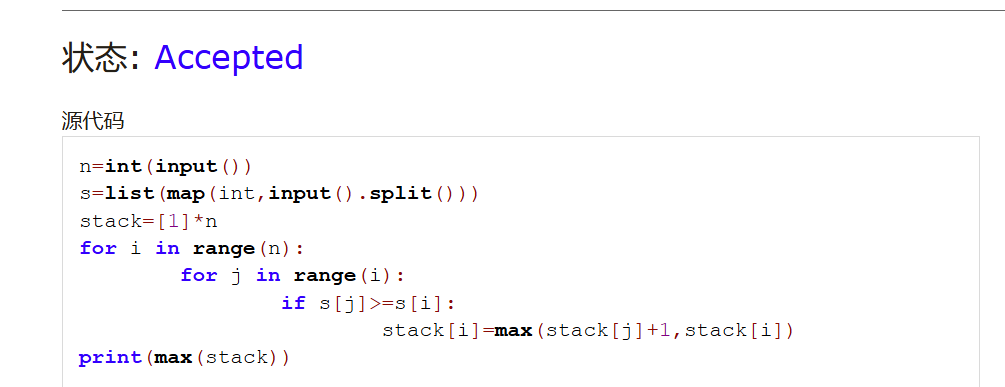 状态: Accepted
源代码
n=int(input())
s=list(map(int,input().split()))
stack=[1]*n
for i in range(n):
        for j in range(i):
                if s[j]>=s[i]:
                        stack[i]=max(stack[j]+1,stack[i])
print(max(stack))